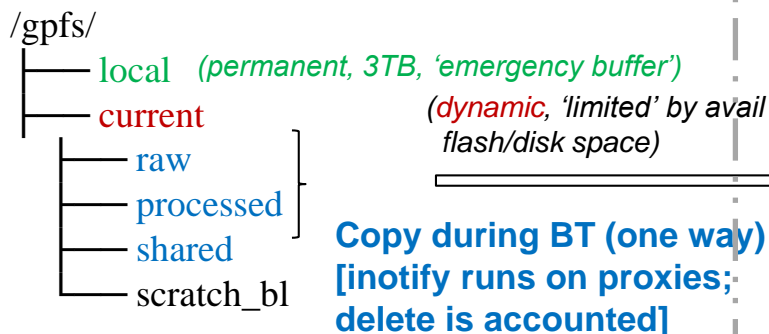 /gpfs/
local (permanent, 3TB, ‘emergency buffer’)
current (dynamic, ‘limited’ by avail
flash/disk space)
raw
processed
shared
scratch_bl
Copy during BT (one way)
[inotify runs on proxies;
delete is accounted]